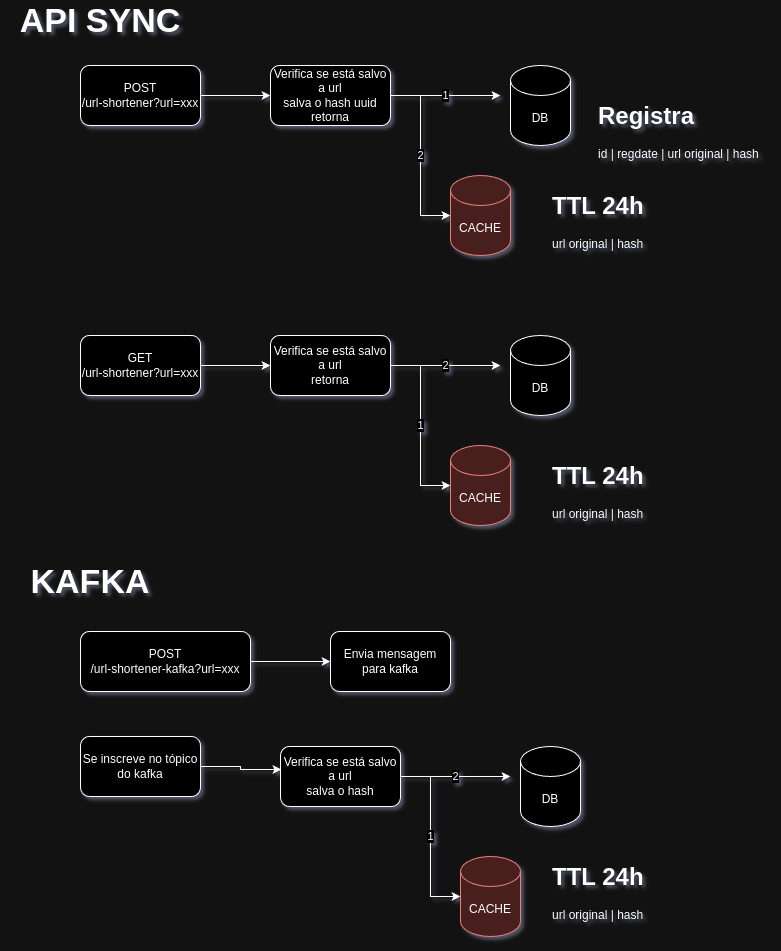 API SYNC
POST
/url-shortener?url=xxx
Verifica se está salvo
a url
salva o hash uuid
retorna
1
2
DB
Registra
id | regdate | url original | hash
CACHE
TTL 24h
url original | hash
GET
/url-shortener?url=xxx
Verifica se está salvo
a url
retorna
2
1
DB
CACHE
TTL 24h
url original | hash
KAFKA
POST
/url-shortener-kafka?url=xxx
Envia mensagem
para kafka
Se inscreve no tópico
do kafka
Verifica se está salvo
a url
salva o hash
2
1
DB
CACHE
TTL 24h
url original | hash